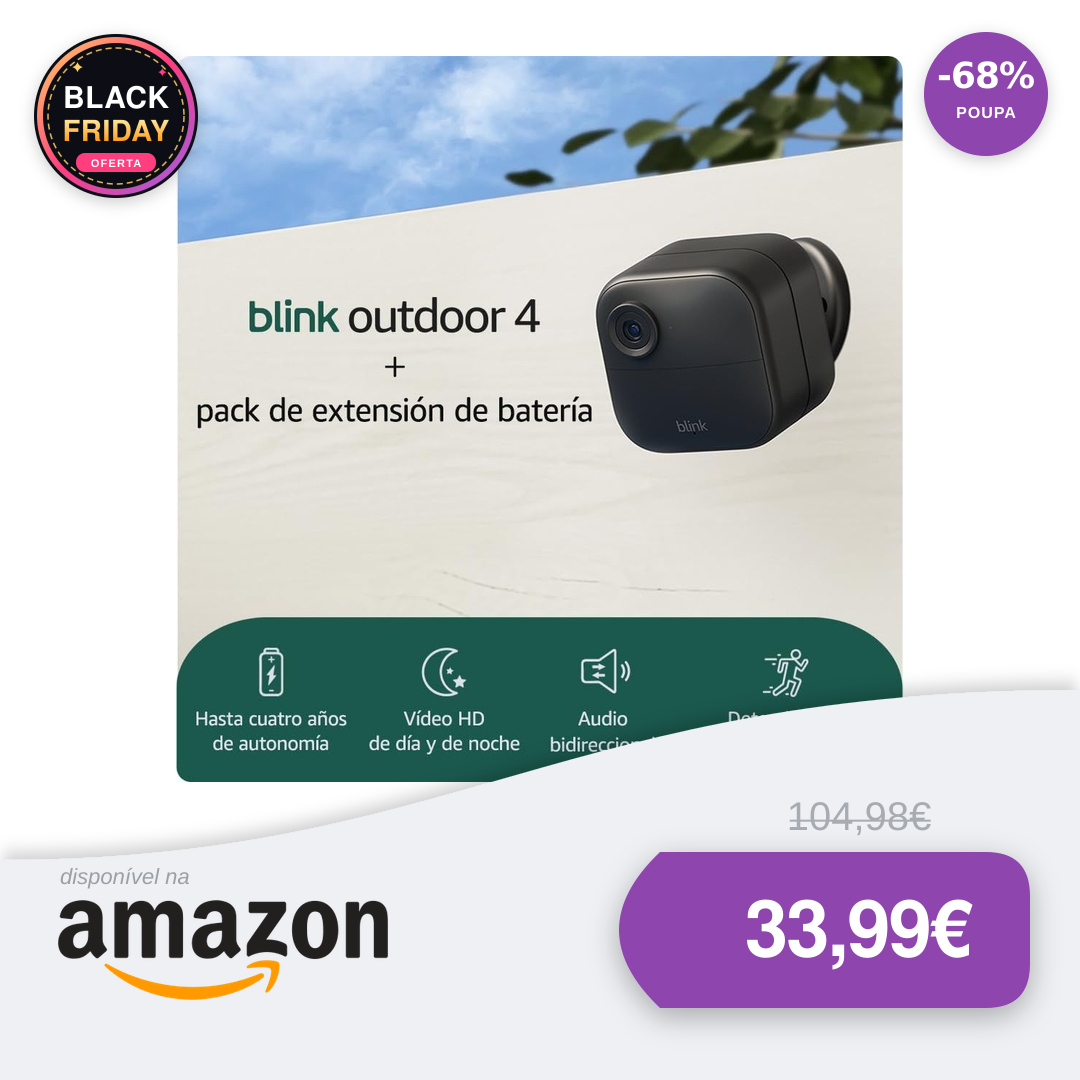 BLACK
FRIDAY
OFERTA
-68%
POUPA
blink outdoor 4
+
pack de extensión de batería
blink
Hasta cuatro años
de autonomía
Vídeo HD
de día y de noche
Audio
104,98€
33,99€
disponível na
amazon